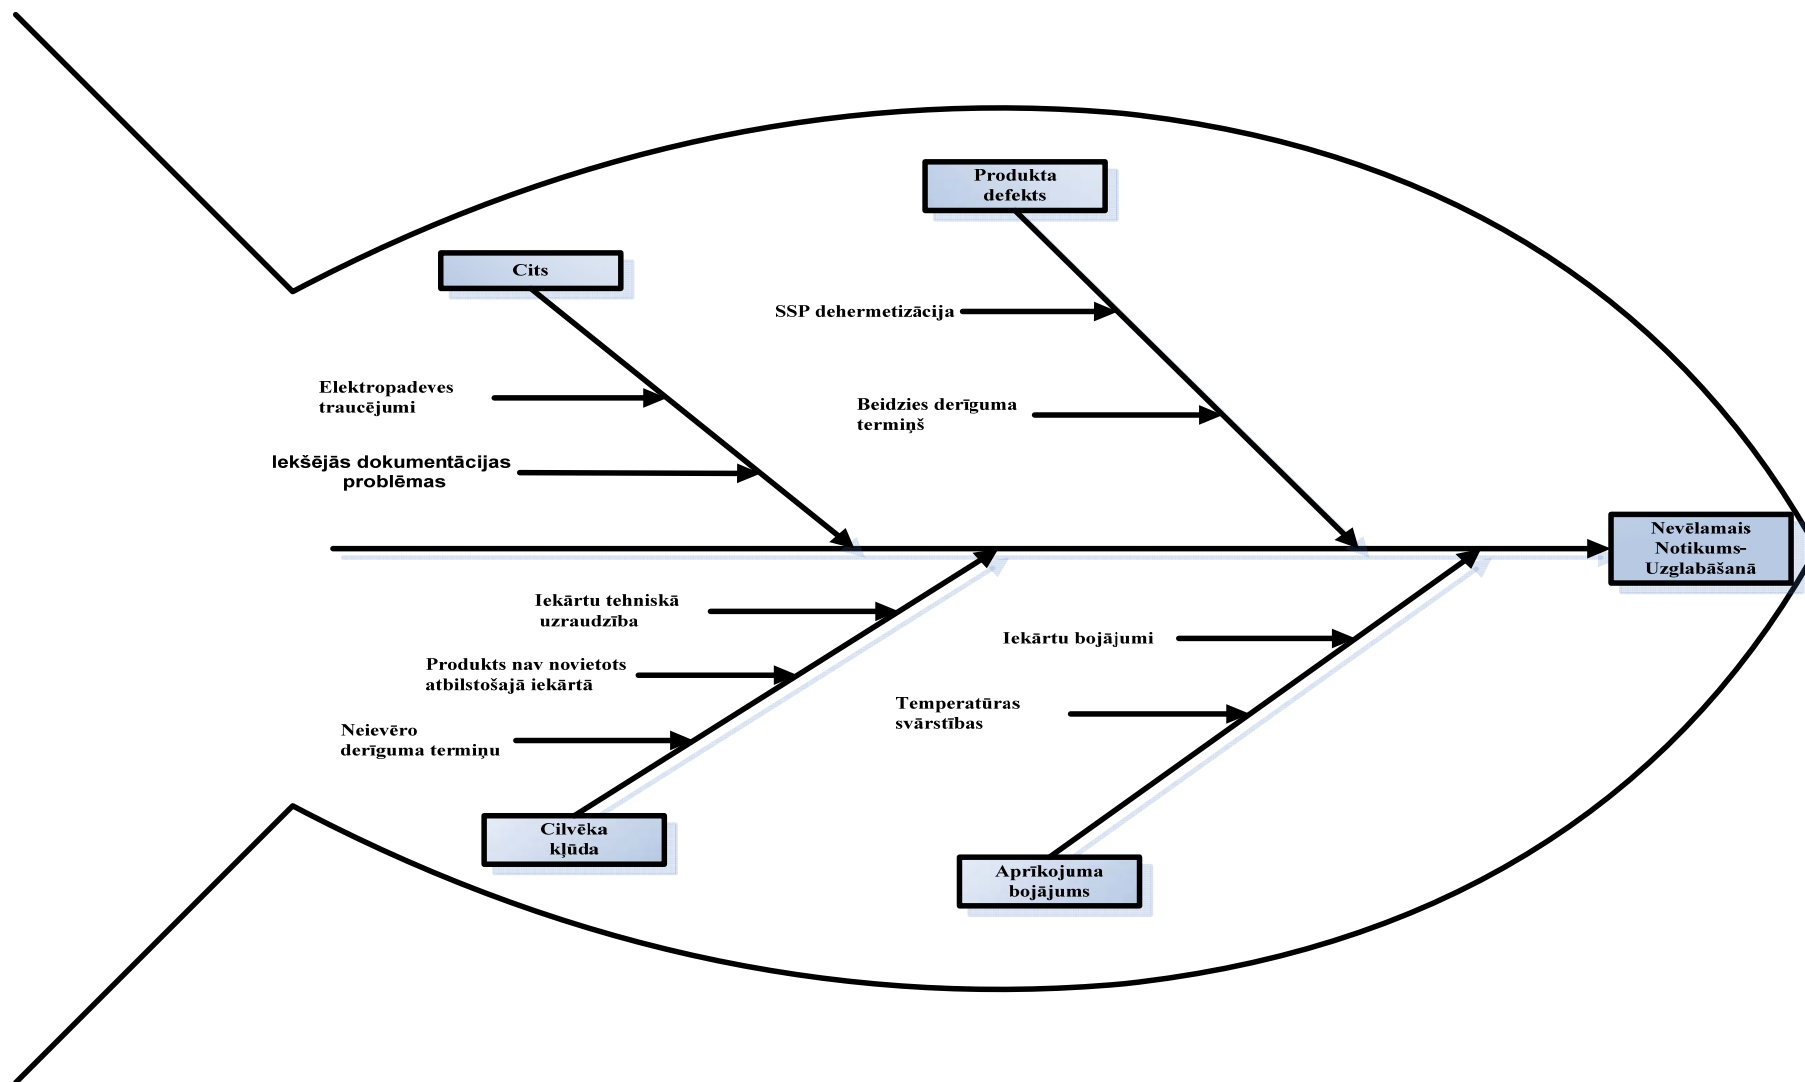 Produkta
defekts
Cits
SSP dehermetizācija
Elektropadeves
traucējumi
Beidzies derīguma
termiņš
Iekšējās dokumentācijas
problēmas
Nevēlamais
Notikums-
Uzglabāšanā
Iekārtu tehniskā
uzraudzība
Iekārtu bojājumi
Produkts nav novietots
atbilstošajā iekārtā
Temperatūras
svārstības
Neievēro
derīguma termiņu
Cilvēka
kļūda
Aprīkojuma
bojājums